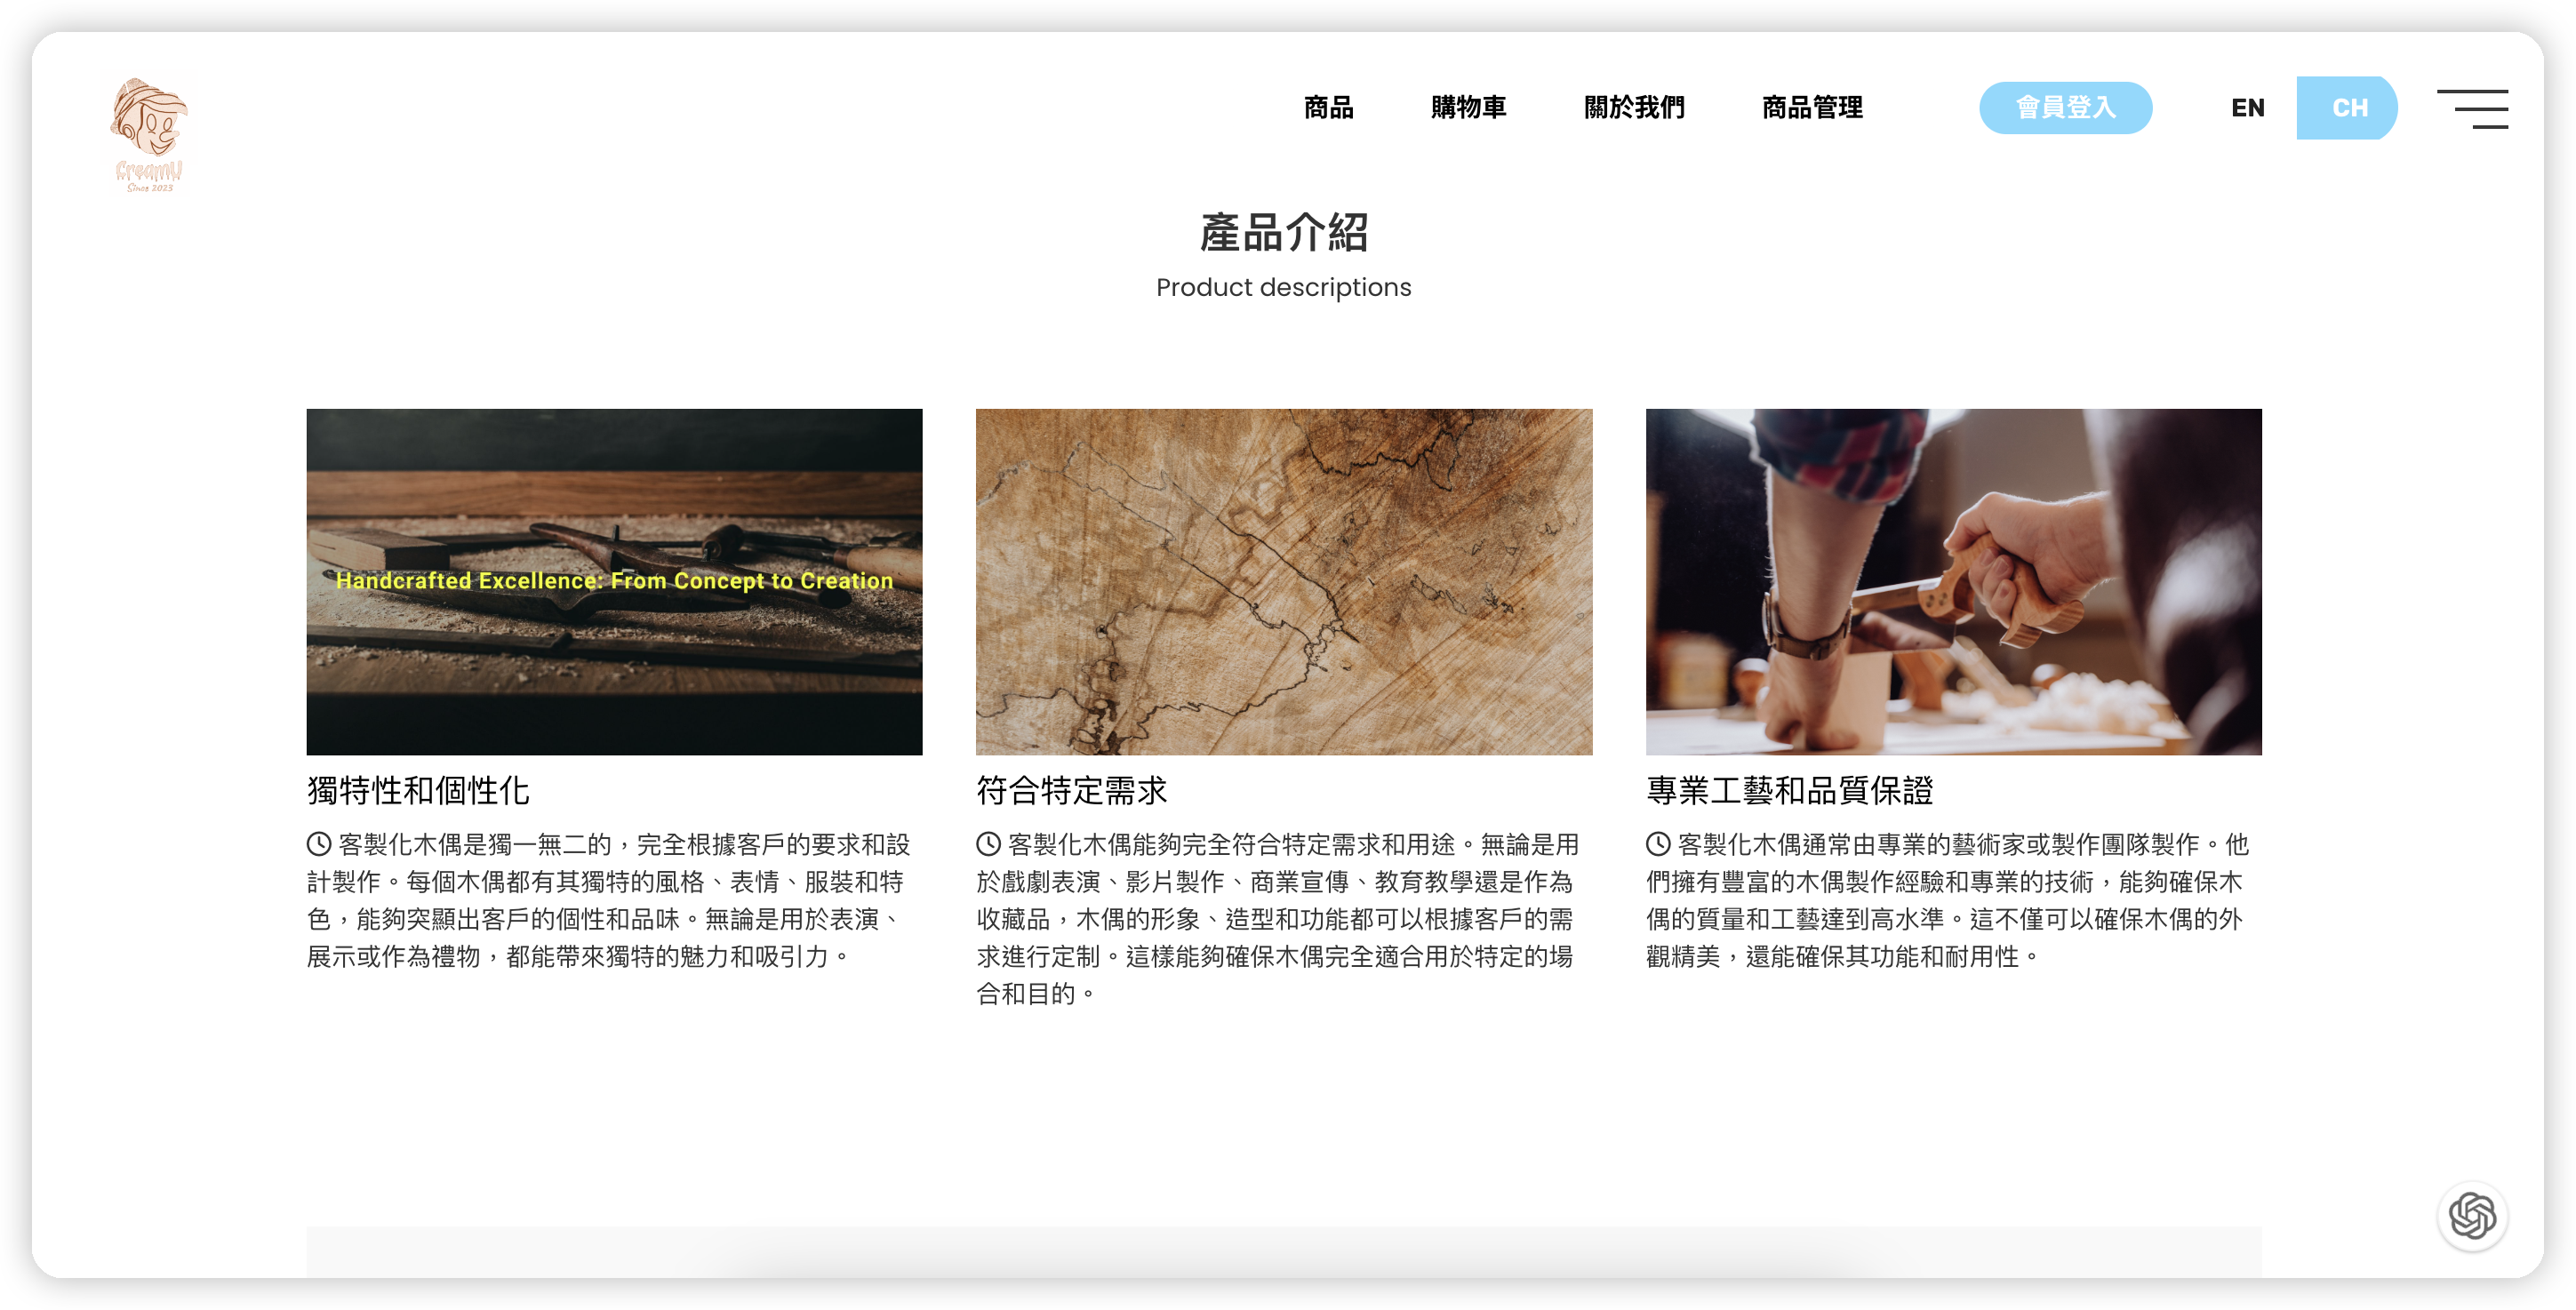 CreamU
Since 2023
商品 購物車 關於我們 商品管理 會員登入 EN CH
產品介紹
Product descriptions
Handcrafted Excellence: From Concept to Creation
獨特性和個性化
客製化木偶是獨一無二的，完全根據客戶的要求和設
計製作。每個木偶都有其獨特的風格、表情、服裝和特
色，能夠突顯出客戶的個性和品味。無論是用於表演、
展示或作為禮物，都能帶來獨特的魅力和吸引力。
符合特定需求
客製化木偶能夠完全符合特定需求和用途。無論是用
於戲劇表演、影片製作、商業宣傳、教育教學還是作為
收藏品，木偶的形象、造型和功能都可以根據客戶的需
求進行定制。這樣能夠確保木偶完全適合用於特定的場
合和目的。
專業工藝和品質保證
客製化木偶通常由專業的藝術家或製作團隊製作。他
們擁有豐富的木偶製作經驗和專業的技術，能夠確保木
偶的質量和工藝達到高水準。這不僅可以確保木偶的外
觀精美，還能確保其功能和耐用性。